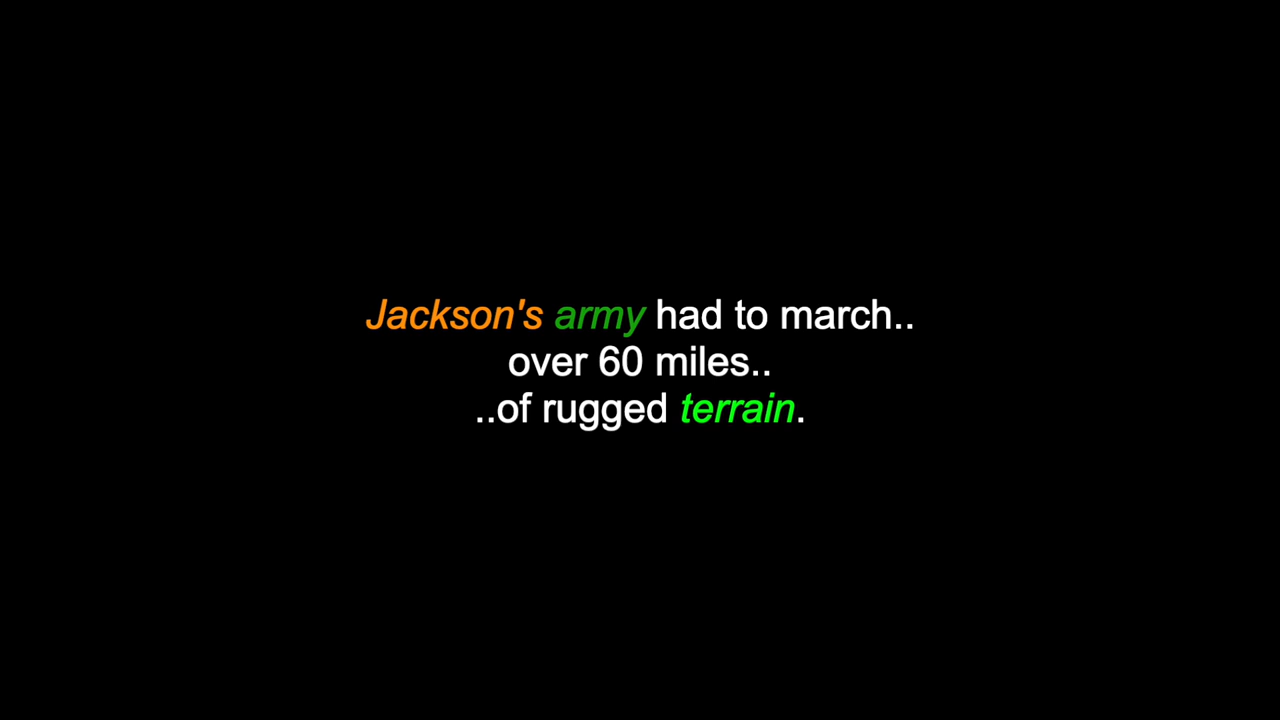 Jackson's army had to march..
over 60 miles..
..of rugged terrain.